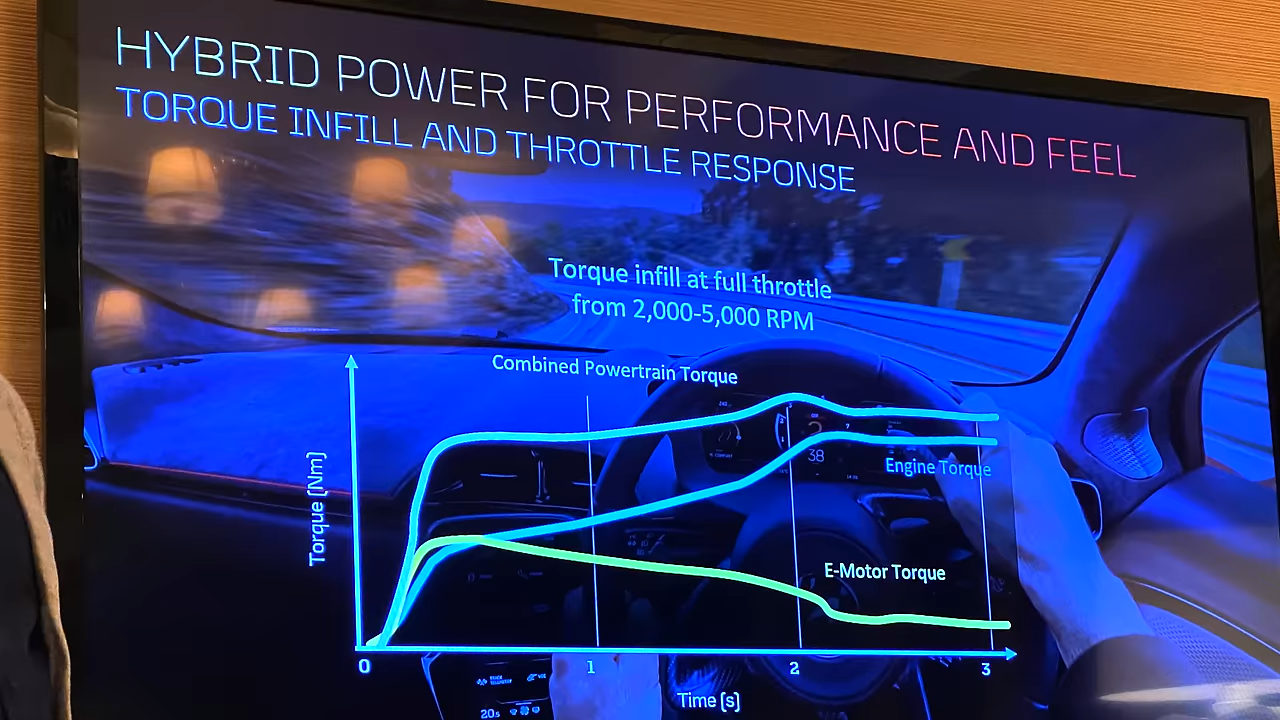 HYBRID POWER FOR PERFORMANCE AND FEEL
TORQUE INFILL AND THROTTLE RESPONSE
Torque infill at full throttle
from 2,000-5,000 RPM
Combined Powertrain Torque
Engine Torque
E-Motor Torque
Torque (Nm)
0
1
2
3
Time (s)
38
20s